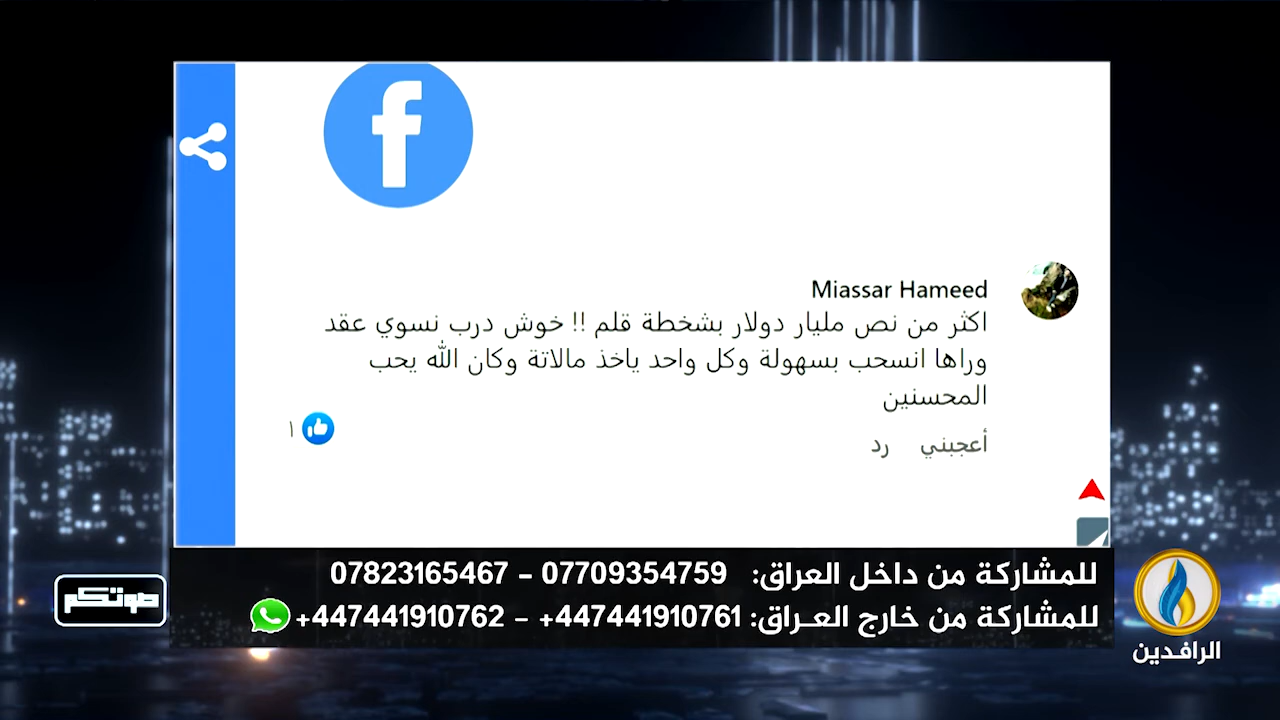 f
Miassar Hameed
اكثر من نص مليار دولار بشخطة قلم !! خوش درب نسوي عقد
وراها انسحب بسهولة وكل واحد ياخذ مالاتة وكان الله يحب
المحسنين
١
أعجبني رد
للمشاركة من داخل العراق: 07709354759 - 07823165467
للمشاركة من خارج العـراق: 447441910761+ - 447441910762+
صوتكم
الرافدين